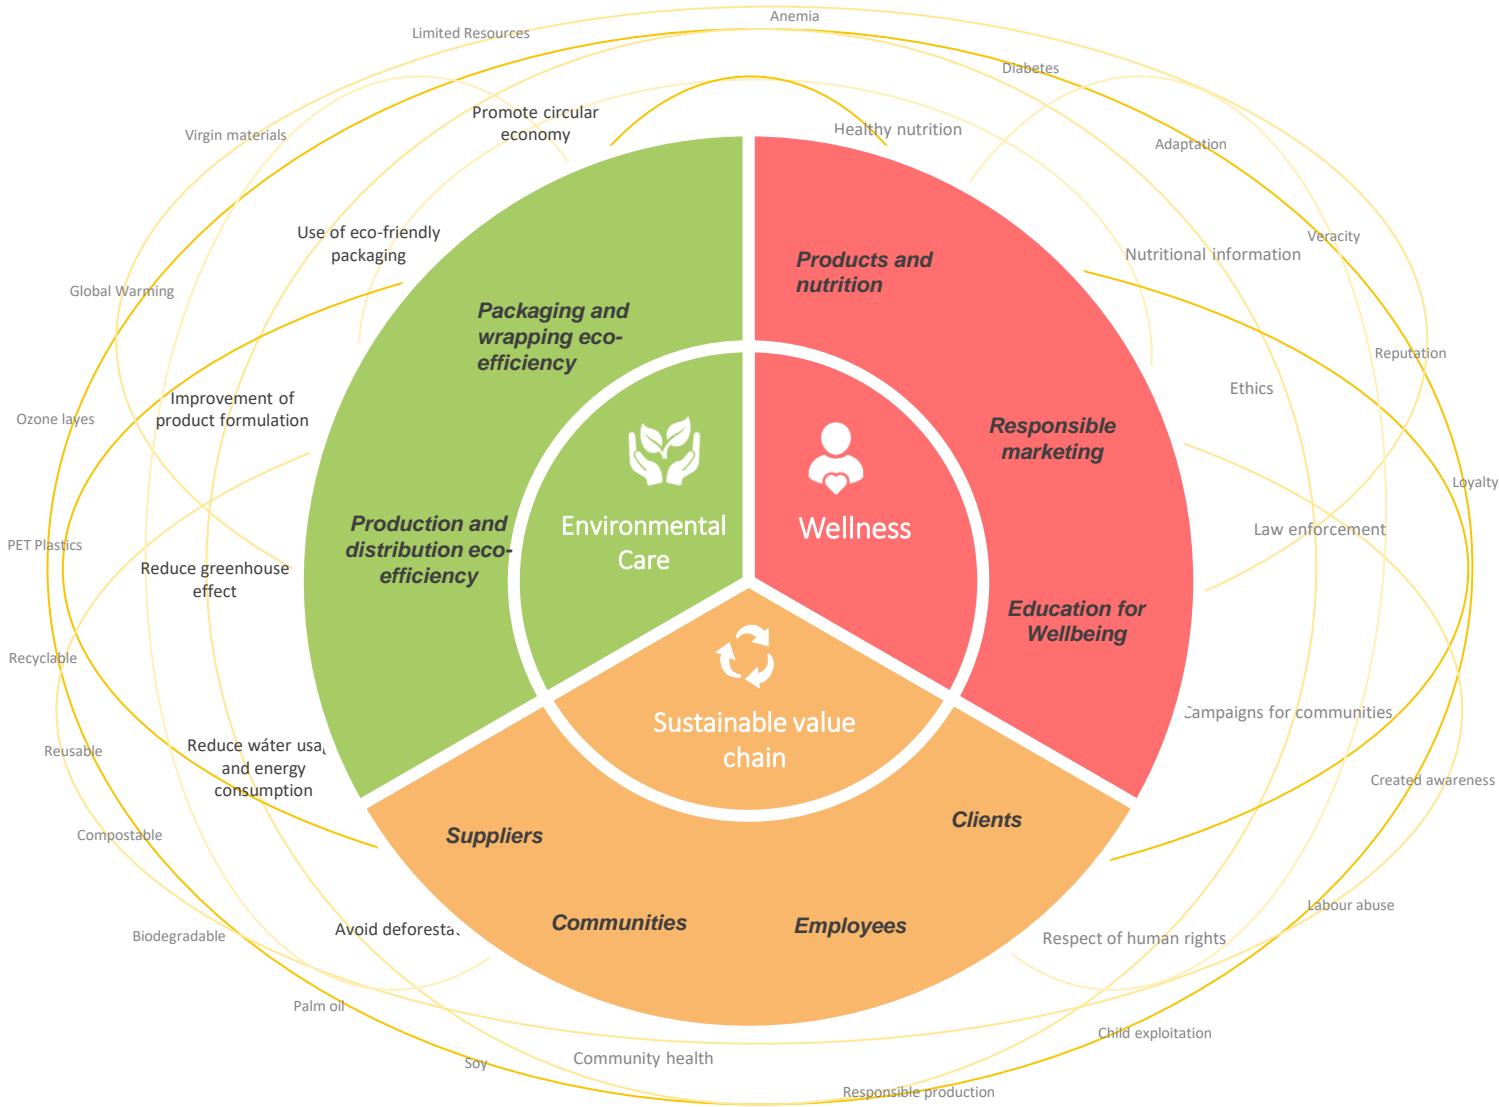 Anemia
Limited Resources
Diabetes
Promote circular
economy
Healthy nutrition
Virgin materials
Adaptation
Use of eco-friendly
packaging
Veracity
Nutritional information
Products and
nutrition
Global Warming
Packaging and
wrapping eco-
efficiency
Reputation
Improvement of
product formulation
Ethics
Ozone layes
Responsible
marketing
Loyalty
Environmental
Care
Wellness
Production and
distribution eco-
efficiency
Law enforcement
PET Plastics
Reduce greenhouse
effect
Education for
Wellbeing
Recyclable
Sustainable value
chain
Campaigns for communities
Reusable
Reduce wáter usag
and energy
consumption
Created awareness
Compostable
Suppliers
Clients
Labour abuse
Communities
Employees
Avoid deforesta
Biodegradable
Respect of human rights
Palm oil
Child exploitation
Soy
Community health
Responsible production